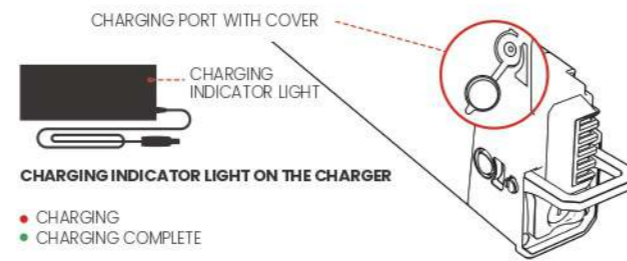 CHARGING PORT WITH COVER
CHARGING
INDICATOR LIGHT
CHARGING INDICATOR LIGHT ON THE CHARGER
CHARGING
CHARGING COMPLETE